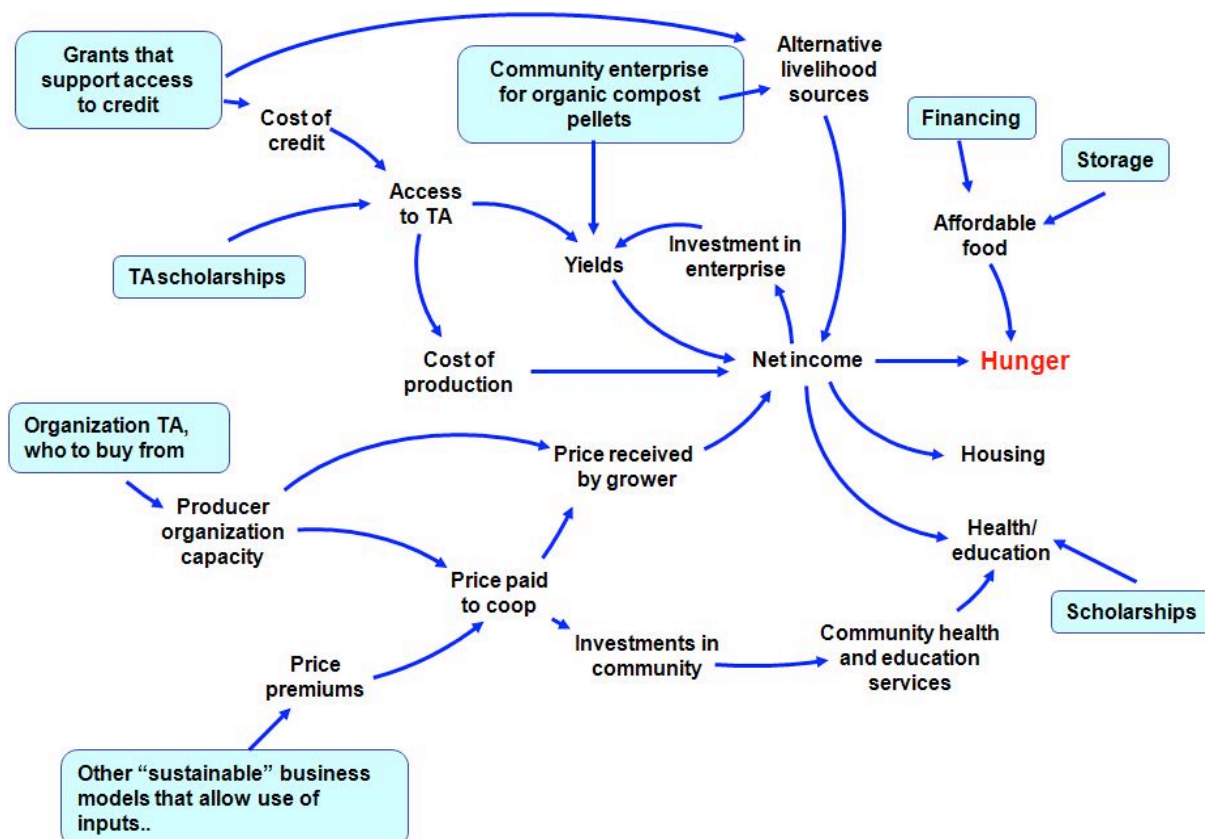 Grants that
support access
to credit
Cost of
credit
Community enterprise
for organic compost
pellets
Alternative
livelihood
sources
Financing
Storage
Access
to TA
Affordable
food
TA scholarships
Yields
Investment in
enterprise
Cost of
production
Net income
Hunger
Organization TA,
who to buy from
Price received
by grower
Housing
Producer
organization
capacity
Health/
education
Price paid
to coop
Scholarships
Investments in
community
Community health
and education
services
Price
premiums
Other “sustainable” business
models that allow use of
inputs..